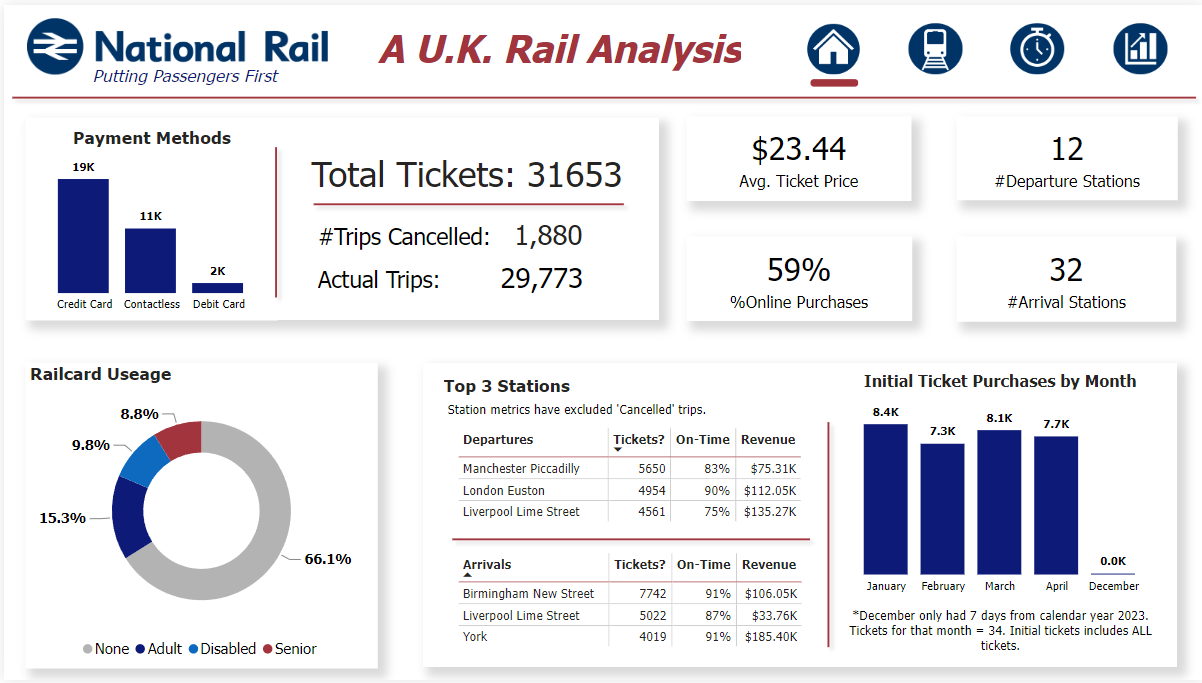 National Rail
Putting Passengers First
A U.K. Rail Analysis
Payment Methods
19K
11K
2K
Credit Card Contactless Debit Card
Total Tickets: 31653
#Trips Cancelled: 1,880
Actual Trips: 29,773
$23.44
Avg. Ticket Price
12
#Departure Stations
59%
%Online Purchases
32
#Arrival Stations
Railcard Useage
8.8%
9.8%
15.3%
66.1%
None Adult Disabled Senior
Top 3 Stations
Station metrics have excluded 'Cancelled' trips.
Departures Tickets? On-Time Revenue
Manchester Piccadilly 5650 83% $75.31K
London Euston 4954 90% $112.05K
Liverpool Lime Street 4561 75% $135.27K
Arrivals Tickets? On-Time Revenue
Birmingham New Street 7742 91% $106.05K
Liverpool Lime Street 5022 87% $33.76K
York 4019 91% $185.40K
Initial Ticket Purchases by Month
8.4K
7.3K
8.1K
7.7K
0.0K
January February March April December
*December only had 7 days from calendar year 2023.
Tickets for that month = 34. Initial tickets includes ALL
tickets.